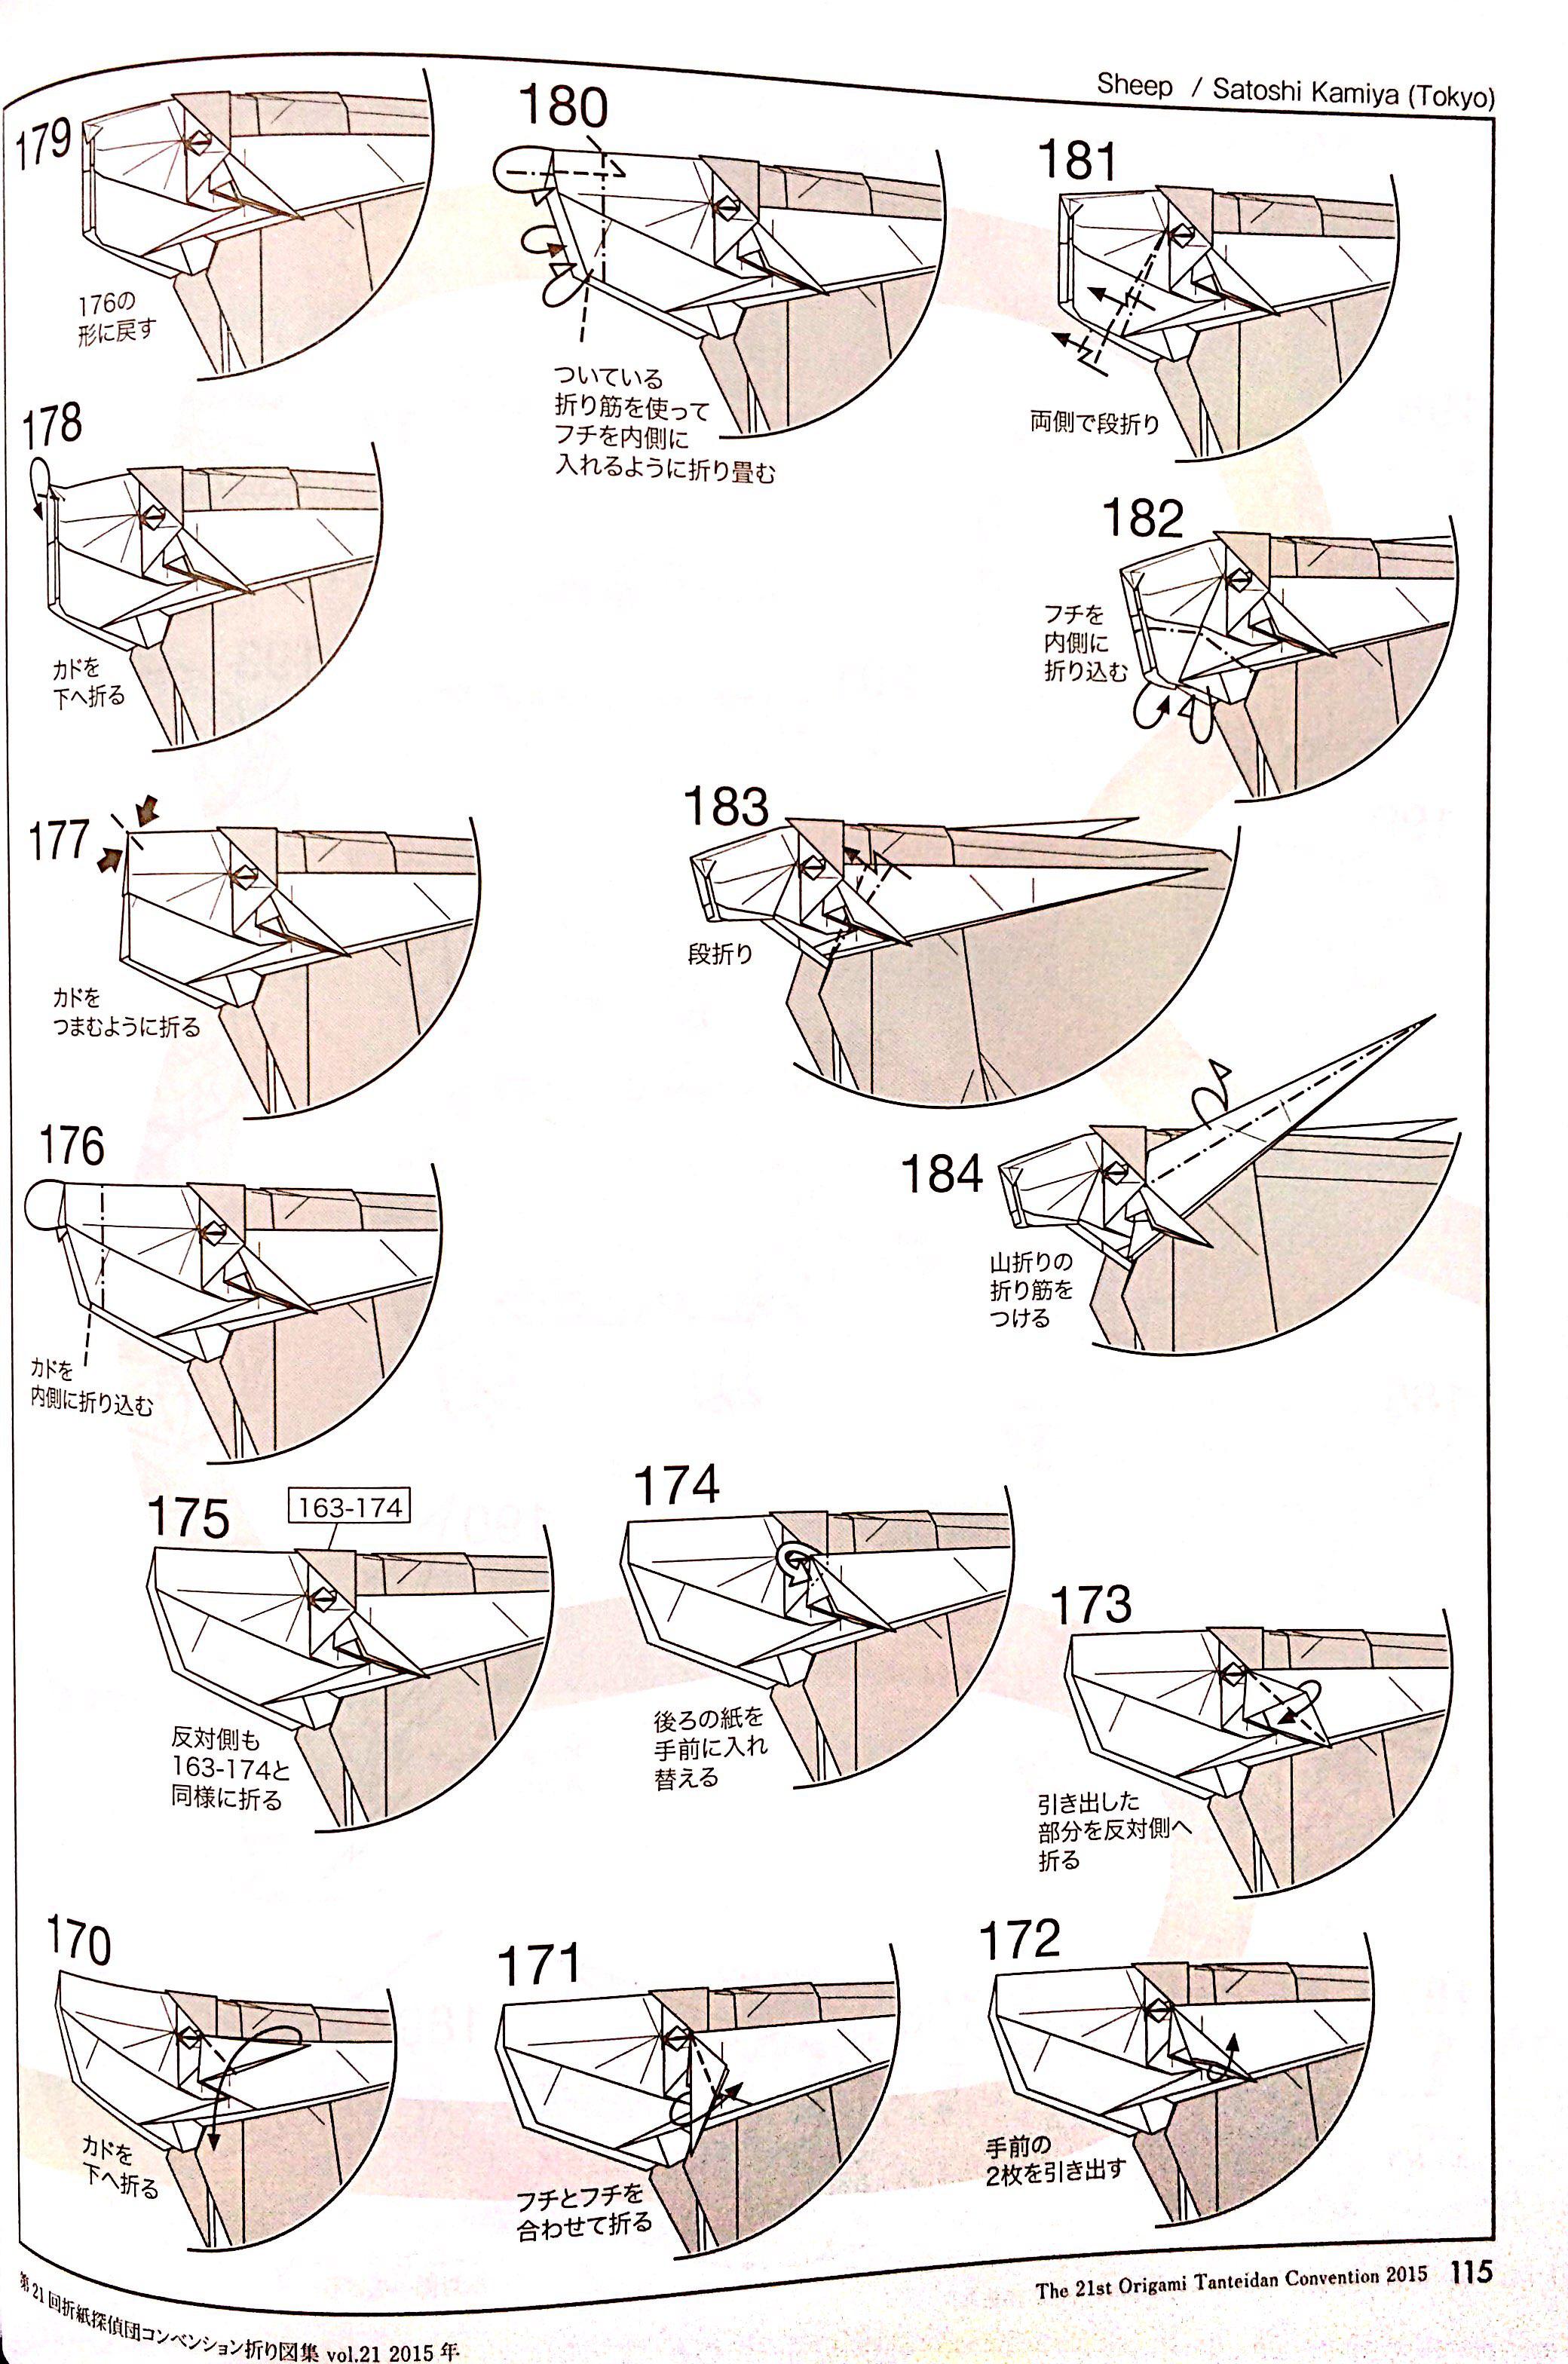 Sheep / Satoshi Kamiya (Tokyo)
179
176の
形に戻す
180
ついている
折り筋を使って
フチを内側に
入れるように折り畳む
181
両側で段折り
178
カドを
下へ折る
182
フチを
内側に
折り込む
177
カドを
つまむように折る
183
段折り
176
カドを
内側に折り込む
184
山折りの
折り筋を
つける
175
163-174
反対側も
163-174と
同様に折る
174
後ろの紙を
手前に入れ
替える
173
引き出した
部分を反対側へ
折る
170
カドを
下へ折る
171
フチとフチを
合わせて折る
172
手前の
2枚を引き出す
第21回折紙探偵団コンベンション折り図集 vol.21 2015年
The 21st Origami Tanteidan Convention 2015 115